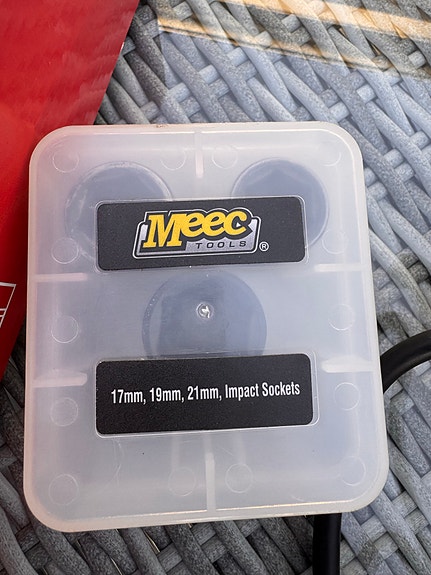 Meec
TOOLS ®
17mm, 19mm, 21mm, Impact Sockets